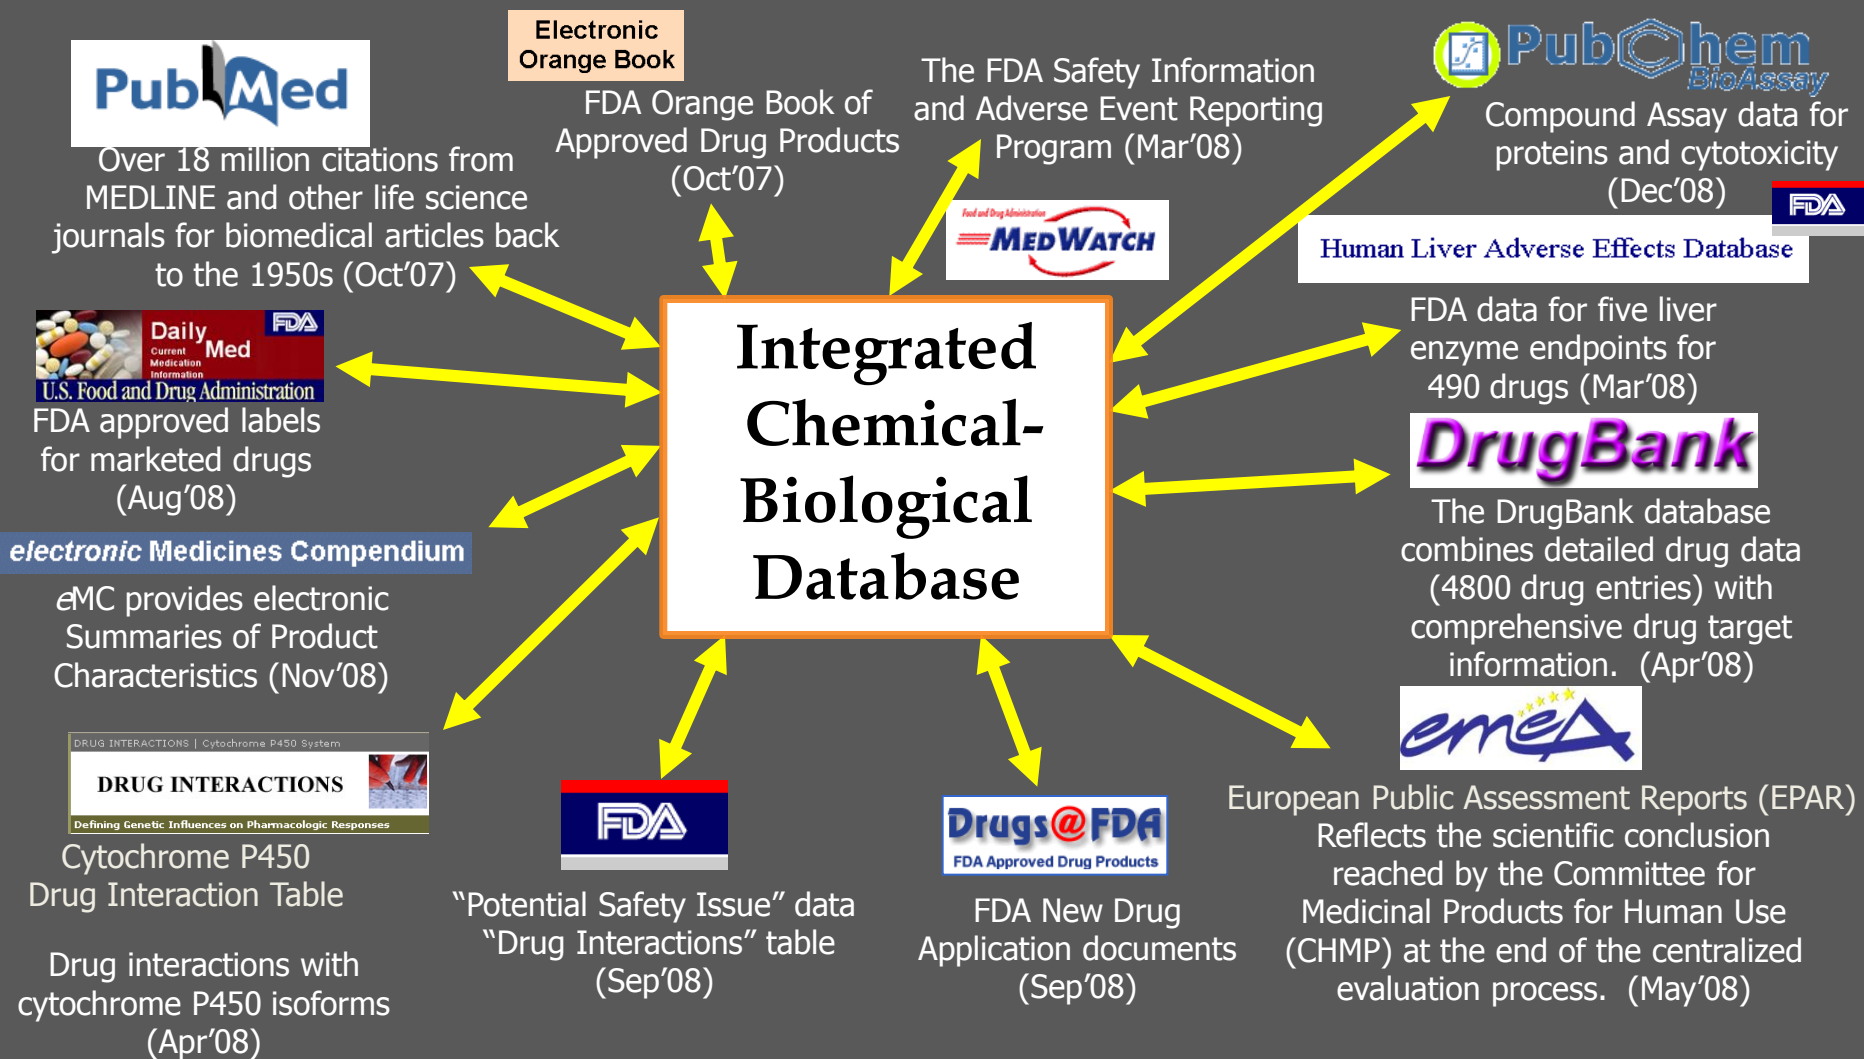 PubMed
Over 18 million citations from
MEDLINE and other life science
journals for biomedical articles back
to the 1950s (Oct'07)
Electronic
Orange Book
FDA Orange Book of
Approved Drug Products
(Oct'07)
The FDA Safety Information
and Adverse Event Reporting
Program (Mar'08)
Food and Drug Administration
MEDWATCH
PubChem
BioAssay
Compound Assay data for
proteins and cytotoxicity
(Dec'08)
FDA
Human Liver Adverse Effects Database
FDA data for five liver
enzyme endpoints for
490 drugs (Mar'08)
Daily
Med
Current
Medication
Information
FDA
U.S. Food and Drug Administration
FDA approved labels
for marketed drugs
(Aug'08)
Integrated
Chemical-
Biological
Database
DrugBank
The DrugBank database
combines detailed drug data
(4800 drug entries) with
comprehensive drug target
information. (Apr'08)
electronic Medicines Compendium
eMC provides electronic
Summaries of Product
Characteristics (Nov'08)
DRUG INTERACTIONS | Cytochrome P450 System
DRUG INTERACTIONS
Defining Genetic Influences on Pharmacologic Responses
Cytochrome P450
Drug Interaction Table
Drug interactions with
cytochrome P450 isoforms
(Apr'08)
FDA
“Potential Safety Issue” data
“Drug Interactions” table
(Sep'08)
Drugs@FDA
FDA Approved Drug Products
FDA New Drug
Application documents
(Sep'08)
emeA
European Public Assessment Reports (EPAR)
Reflects the scientific conclusion
reached by the Committee for
Medicinal Products for Human Use
(CHMP) at the end of the centralized
evaluation process. (May'08)